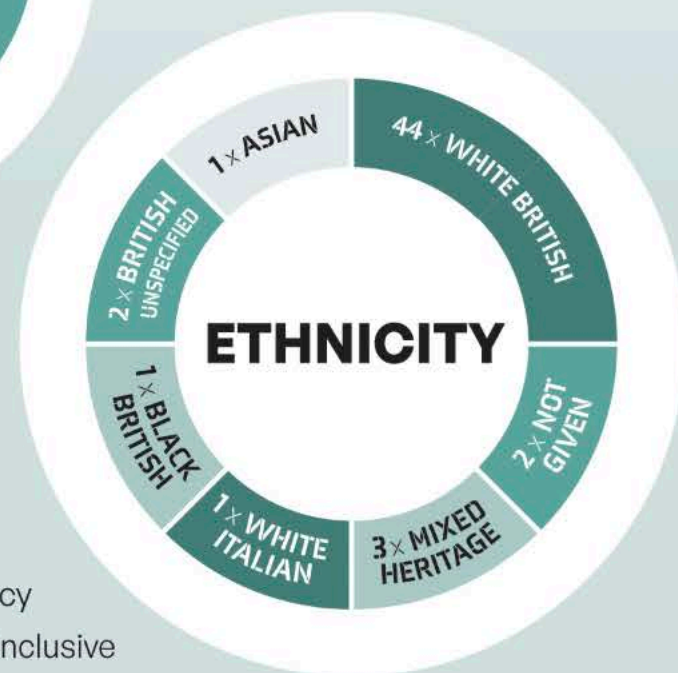 1 x ASIAN
44 x WHITE BRITISH
2 x BRITISH
UNSPECIFIED
ETHNICITY
1 x BLACK
BRITISH
2 x NOT
GIVEN
1 x WHITE
ITALIAN
3 x MIXED
HERITAGE
cy
nclusive